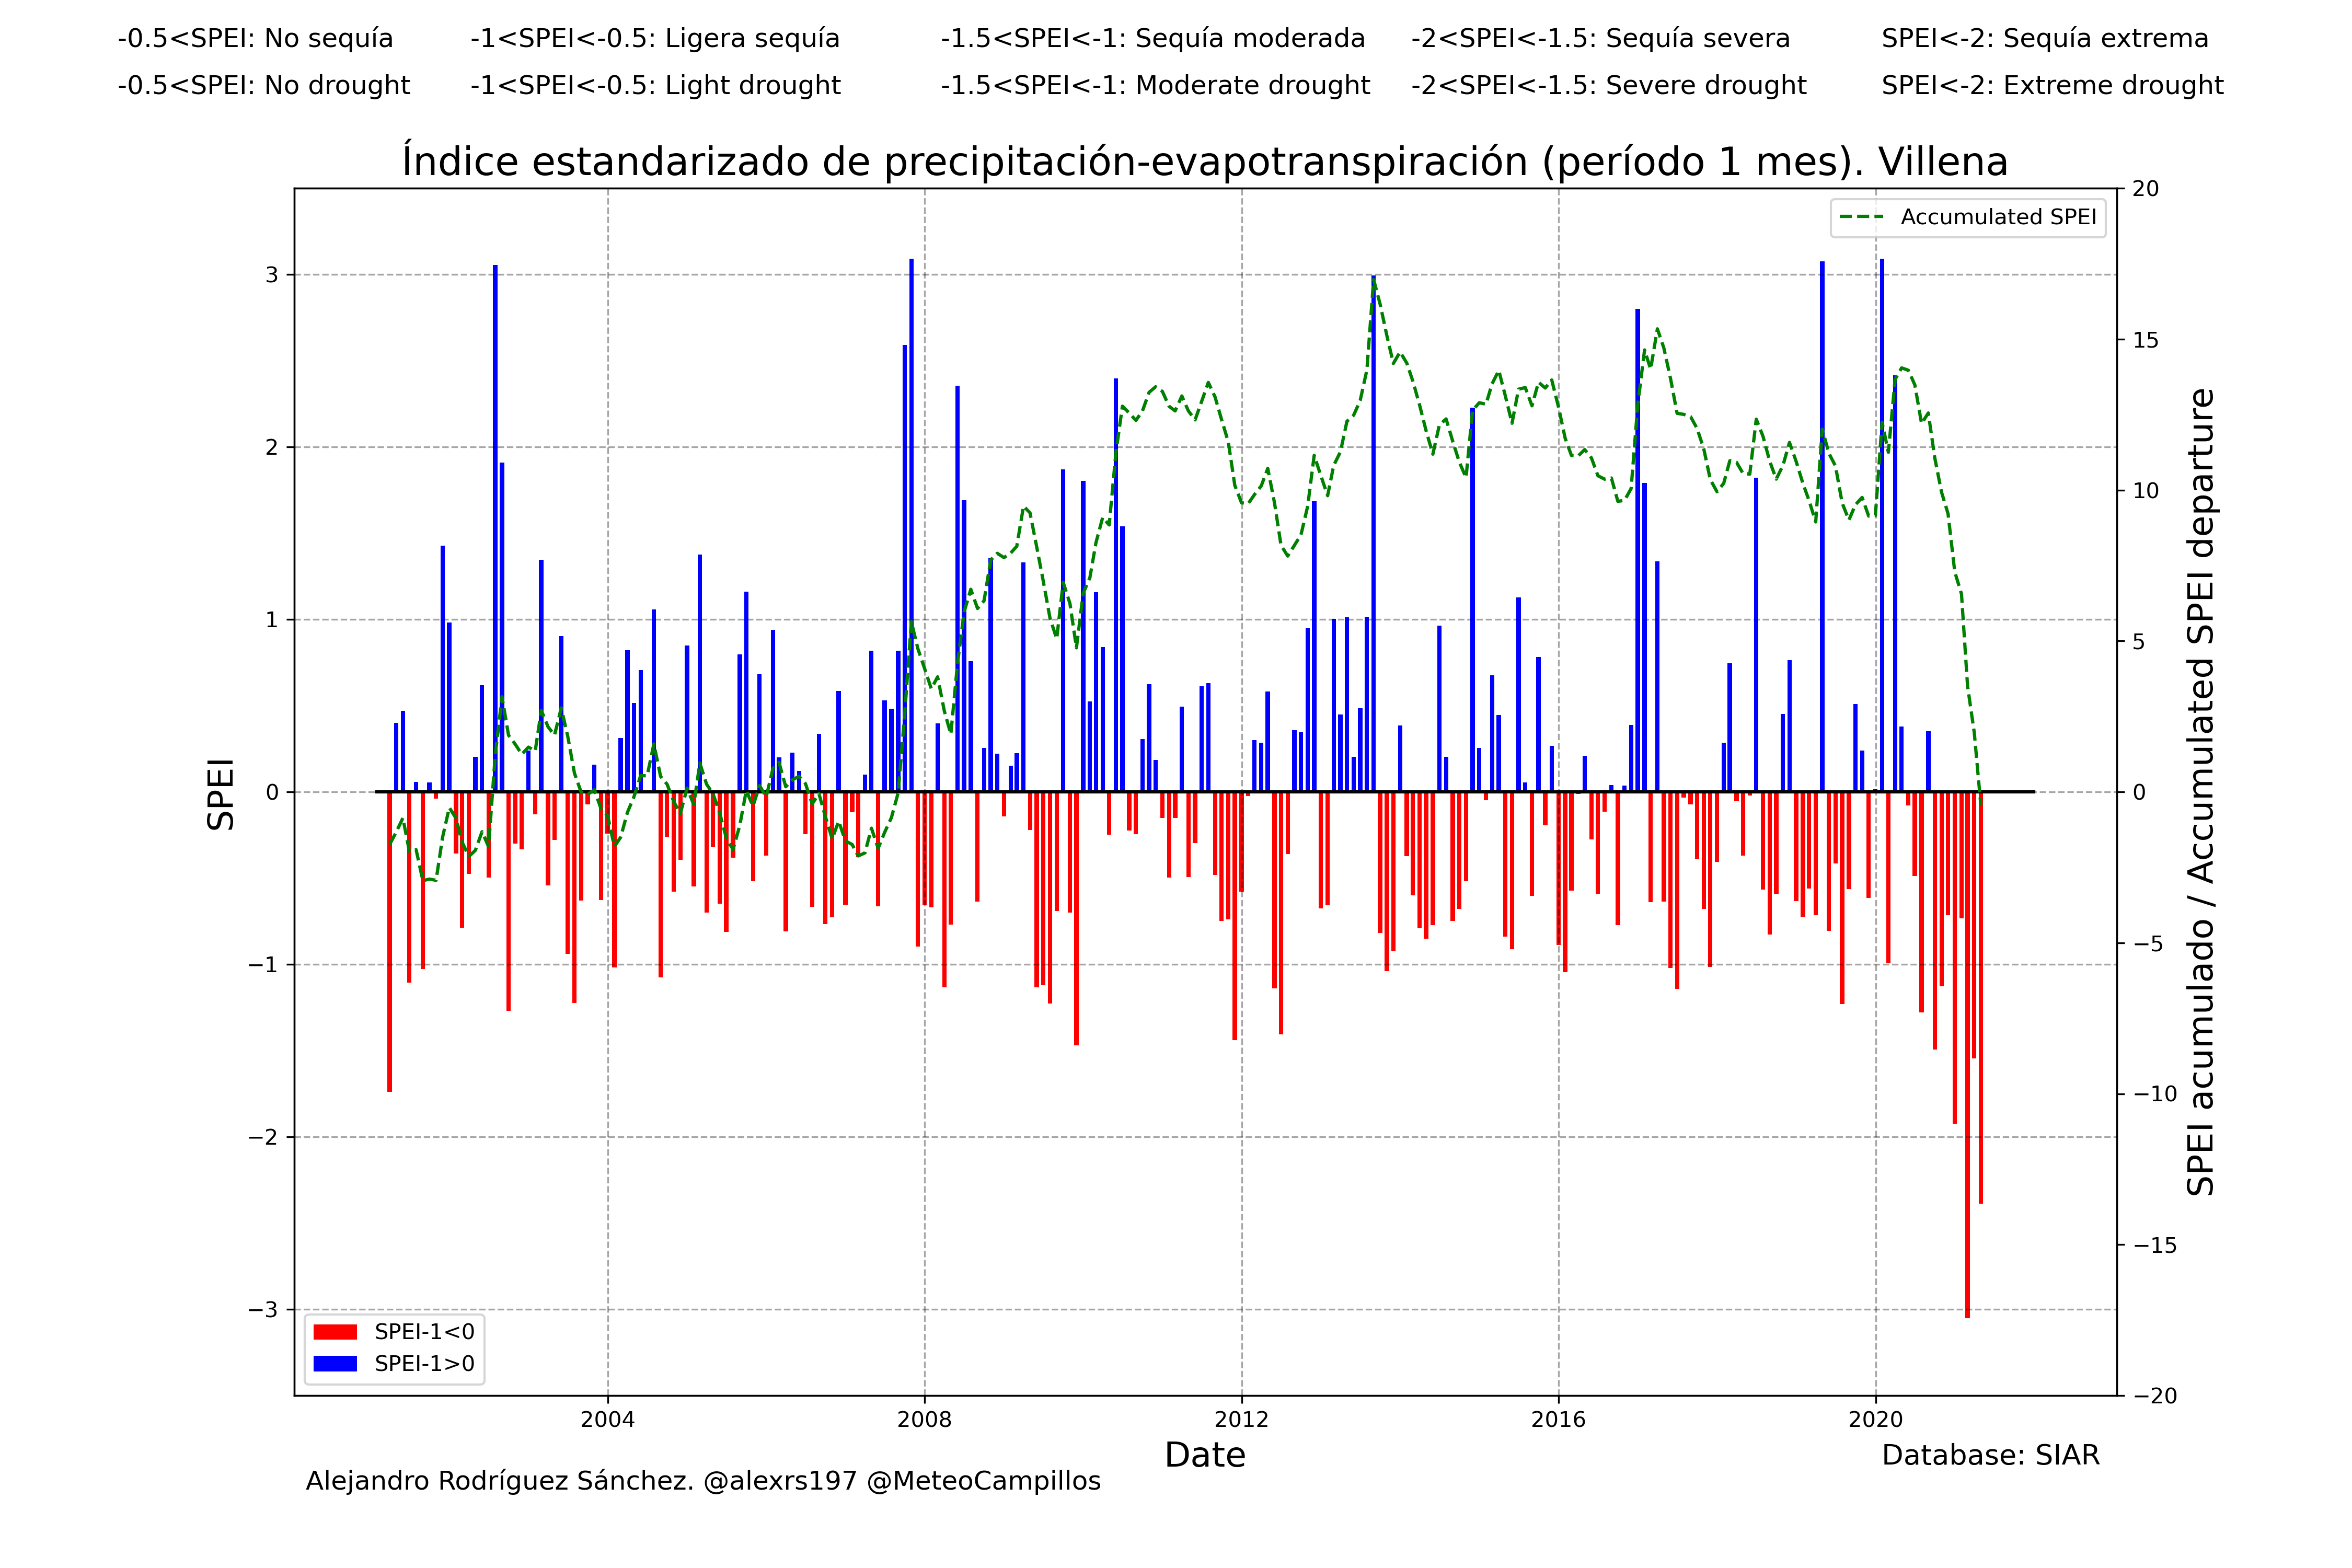 -0.5<SPEI: No sequía -1<SPEI<-0.5: Ligera sequía -1.5<SPEI<-1: Sequía moderada -2<SPEI<-1.5: Sequía severa SPEI<-2: Sequía extrema
-0.5<SPEI: No drought -1<SPEI<-0.5: Light drought -1.5<SPEI<-1: Moderate drought -2<SPEI<-1.5: Severe drought SPEI<-2: Extreme drought
Índice estandarizado de precipitación-evapotranspiración (período 1 mes). Villena
Accumulated SPEI
SPEI
3
2
1
0
−1
−2
−3
20
15
10
5
0
−5
−10
−15
−20
SPEI acumulado / Accumulated SPEI departure
SPEI-1<0
SPEI-1>0
2004 2008 2012 2016 2020
Date
Database: SIAR
Alejandro Rodríguez Sánchez. @alexrs197 @MeteoCampillos